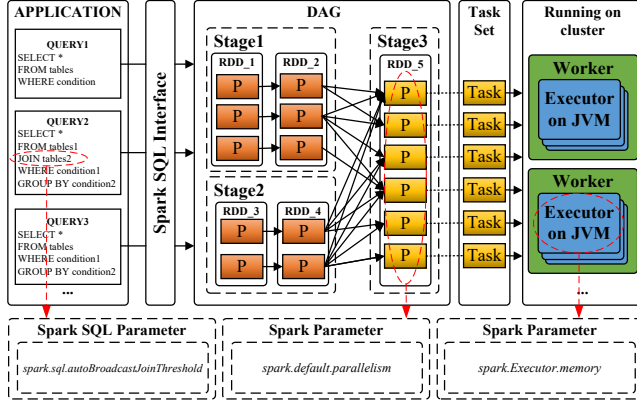 APPLICATION
QUERY1
SELECT *
FROM tables
WHERE condition
QUERY2
SELECT *
FROM tables1
JOIN tables2
WHERE condition1
GROUP BY condition2
QUERY3
SELECT *
FROM tables
WHERE condition1
GROUP BY condition2
...
Spark SQL Interface
DAG
Stage1
RDD_1
RDD_2
P
P
P
P
P
P
Stage2
RDD_3
RDD_4
P
P
P
P
Stage3
RDD_5
P
P
P
P
P
P
Task
Set
Task
Task
Task
Task
Task
Task
Running on
cluster
Worker
Executor
on JVM
Worker
Executor
on JVM
...
Spark SQL Parameter
spark.sql.autoBroadcastJoinThreshold
Spark Parameter
spark.default.parallelism
Spark Parameter
spark.Executor.memory